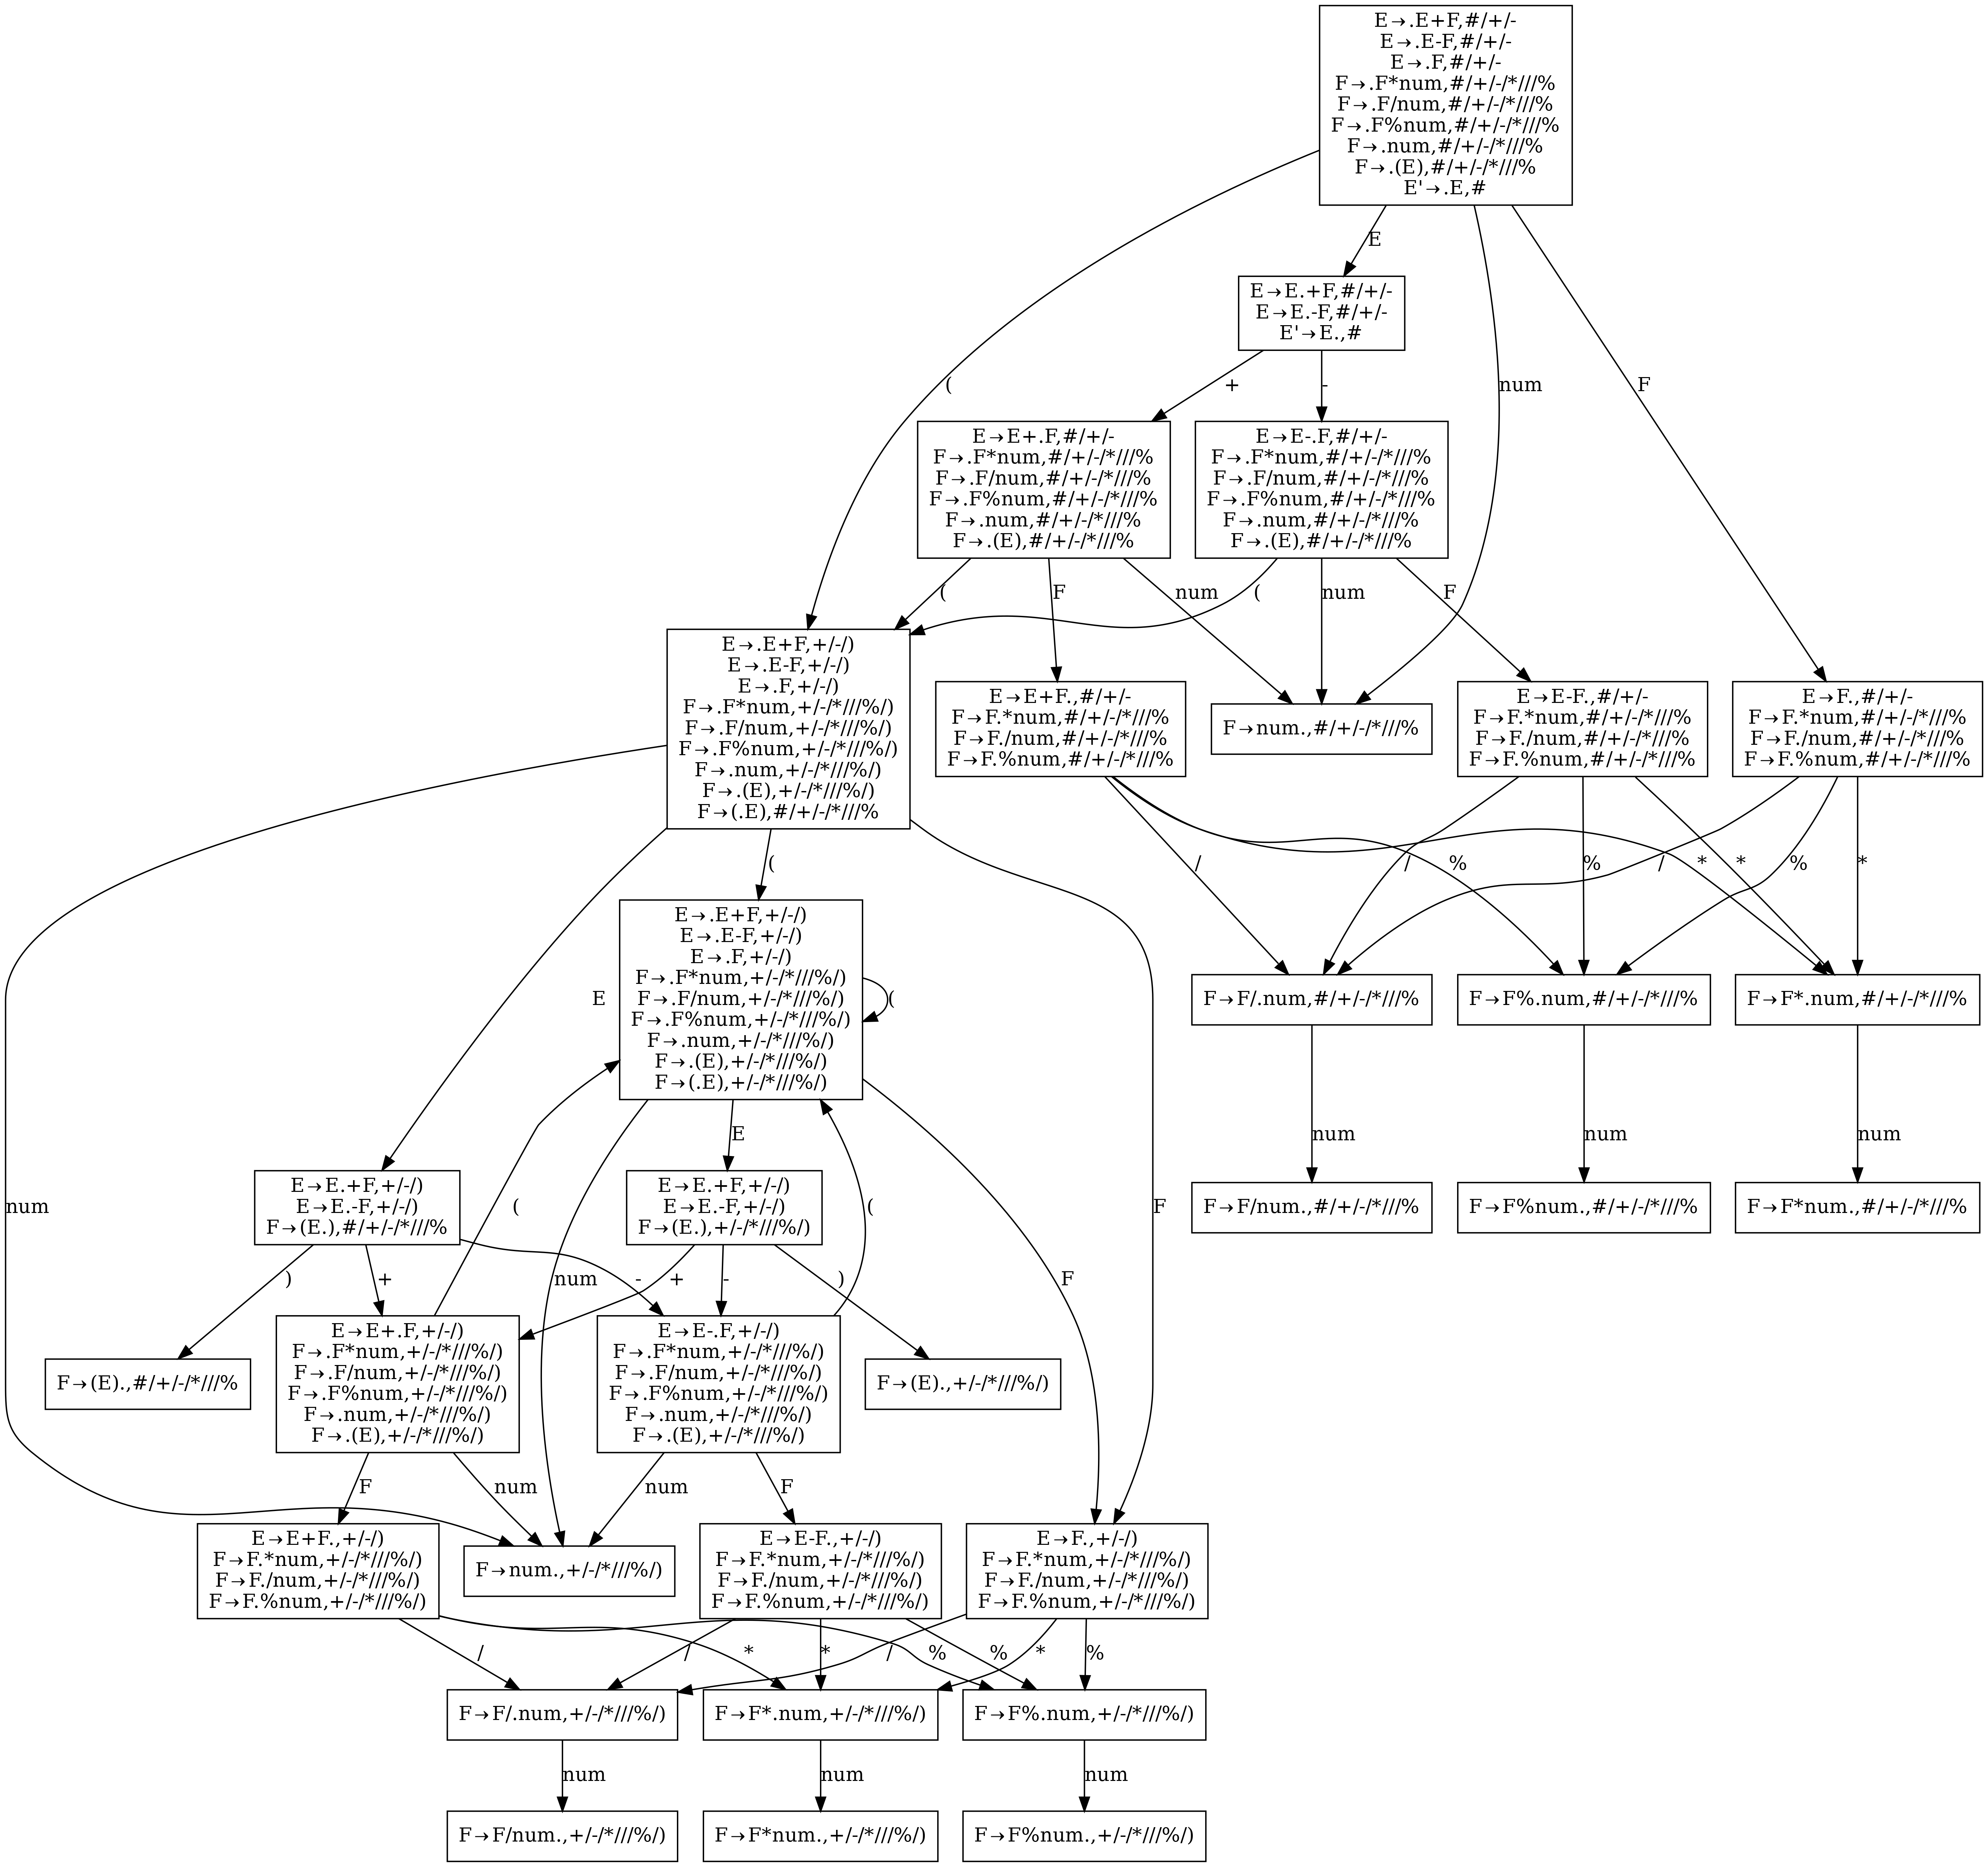 E→.E+F,#/+/-
E→.E-F,#/+/-
E→.F,#/+/-
F→.F*num,#/+/-/*///%
F→.F/num,#/+/-/*///%
F→.F%num,#/+/-/*///%
F→.num,#/+/-/*///%
F→.(E),#/+/-/*///%
E'→.E,#
E
E→E.+F,#/+/-
E→E.-F,#/+/-
E'→E.,#
(
+
-
num
F
E→E+.F,#/+/-
F→.F*num,#/+/-/*///%
F→.F/num,#/+/-/*///%
F→.F%num,#/+/-/*///%
F→.num,#/+/-/*///%
F→.(E),#/+/-/*///%
E→E-.F,#/+/-
F→.F*num,#/+/-/*///%
F→.F/num,#/+/-/*///%
F→.F%num,#/+/-/*///%
F→.num,#/+/-/*///%
F→.(E),#/+/-/*///%
(
F
num
(
num
F
E→.E+F,+/-/)
E→.E-F,+/-/)
E→.F,+/-/)
F→.F*num,+/-/*///%/)
F→.F/num,+/-/*///%/)
F→.F%num,+/-/*///%/)
F→.num,+/-/*///%/)
F→.(E),+/-/*///%/)
F→(.E),#/+/-/*///%
E→E+F.,#/+/-
F→F.*num,#/+/-/*///%
F→F./num,#/+/-/*///%
F→F.%num,#/+/-/*///%
F→num.,#/+/-/*///%
E→E-F.,#/+/-
F→F.*num,#/+/-/*///%
F→F./num,#/+/-/*///%
F→F.%num,#/+/-/*///%
E→F.,#/+/-
F→F.*num,#/+/-/*///%
F→F./num,#/+/-/*///%
F→F.%num,#/+/-/*///%
(
/
%
/
%
/
*
*
%
*
E→.E+F,+/-/)
E→.E-F,+/-/)
E→.F,+/-/)
F→.F*num,+/-/*///%/)
F→.F/num,+/-/*///%/)
F→.F%num,+/-/*///%/)
F→.num,+/-/*///%/)
F→.(E),+/-/*///%/)
F→(.E),+/-/*///%/)
E
(
F→F/.num,#/+/-/*///%
F→F%.num,#/+/-/*///%
F→F*.num,#/+/-/*///%
E
num
num
num
E→E.+F,+/-/)
E→E.-F,+/-/)
F→(E.),#/+/-/*///%
E→E.+F,+/-/)
E→E.-F,+/-/)
F→(E.),+/-/*///%/)
F→F/num.,#/+/-/*///%
F→F%num.,#/+/-/*///%
F→F*num.,#/+/-/*///%
num
(
(
F
)
+
num
-
+
-
)
F
F→(E).,#/+/-/*///%
E→E+.F,+/-/)
F→.F*num,+/-/*///%/)
F→.F/num,+/-/*///%/)
F→.F%num,+/-/*///%/)
F→.num,+/-/*///%/)
F→.(E),+/-/*///%/)
E→E-.F,+/-/)
F→.F*num,+/-/*///%/)
F→.F/num,+/-/*///%/)
F→.F%num,+/-/*///%/)
F→.num,+/-/*///%/)
F→.(E),+/-/*///%/)
F→(E).,+/-/*///%/)
F
num
num
F
E→E+F.,+/-/)
F→F.*num,+/-/*///%/)
F→F./num,+/-/*///%/)
F→F.%num,+/-/*///%/)
F→num.,+/-/*///%/)
E→E-F.,+/-/)
F→F.*num,+/-/*///%/)
F→F./num,+/-/*///%/)
F→F.%num,+/-/*///%/)
E→F.,+/-/)
F→F.*num,+/-/*///%/)
F→F./num,+/-/*///%/)
F→F.%num,+/-/*///%/)
/
/
*
*
/
%
%
*
%
F→F/.num,+/-/*///%/)
F→F*.num,+/-/*///%/)
F→F%.num,+/-/*///%/)
num
num
num
F→F/num.,+/-/*///%/)
F→F*num.,+/-/*///%/)
F→F%num.,+/-/*///%/)